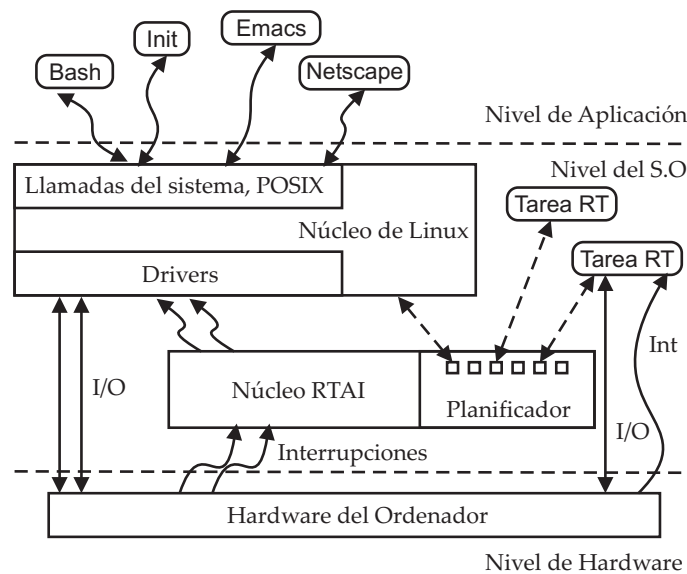 Emacs
Init
Bash
Netscape
Nivel de Aplicación
Nivel del S.O
Llamadas del sistema, POSIX
Tarea RT
Núcleo de Linux
Tarea RT
Drivers
Int
Núcleo RTAI
I/O
Planificador
I/O
Interrupciones
Hardware del Ordenador
Nivel de Hardware